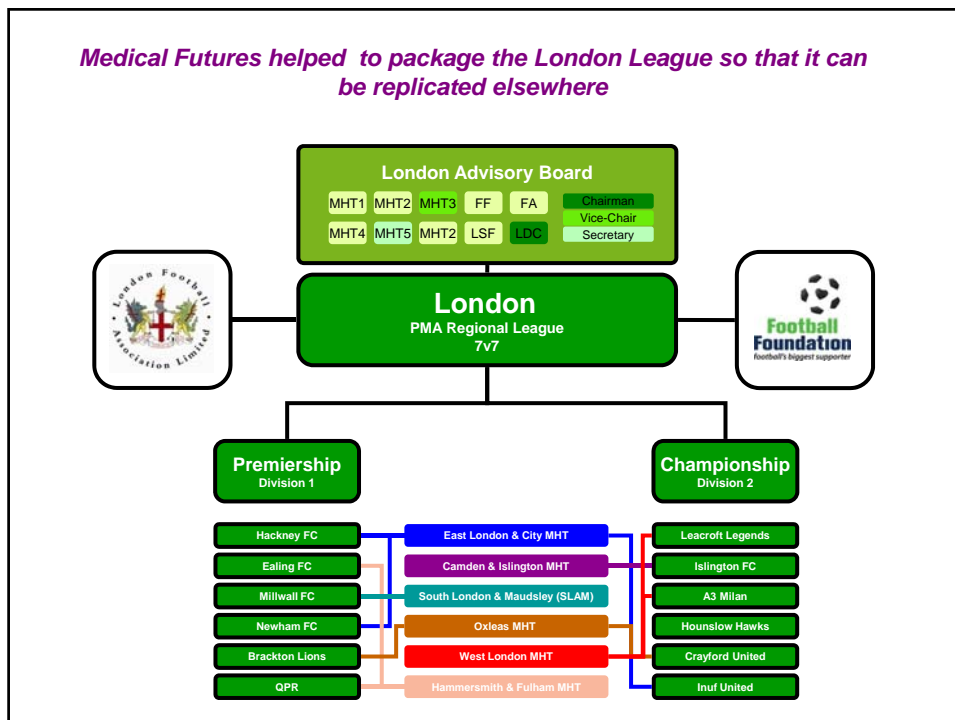 Medical Futures helped to package the London League so that it can
be replicated elsewhere
London Advisory Board
MHT1 MHT2 MHT3 FF FA Chairman
Vice-Chair
MHT4 MHT5 MHT2 LSF LDC Secretary
London Football
Association Limited
London
PMA Regional League
7v7
Football
Foundation
football's biggest supporter
Premiership
Division 1
Championship
Division 2
Hackney FC East London & City MHT Leacroft Legends
Ealing FC Camden & Islington MHT Islington FC
Millwall FC South London & Maudsley (SLAM) A3 Milan
Newham FC Oxleas MHT Hounslow Hawks
Brackton Lions West London MHT Crayford United
QPR Hammersmith & Fulham MHT Inuf United